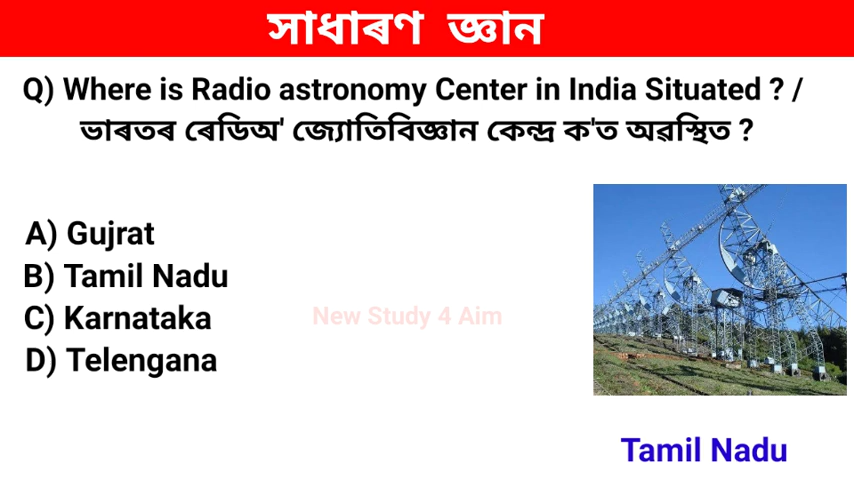 সাধাৰণ জ্ঞান
Q) Where is Radio astronomy Center in India Situated ? /
ভাৰতৰ ৰেডিঅ' জ্যোতিবিজ্ঞান কেন্দ্ৰ ক'ত অৱস্থিত ?
A) Gujrat
B) Tamil Nadu
C) Karnataka
D) Telengana
New Study 4 Aim
Tamil Nadu